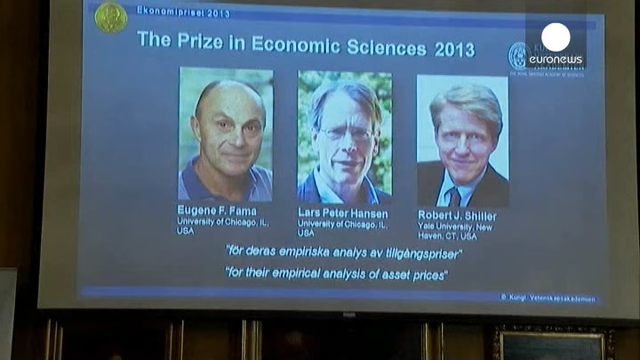 Ekonomipriset 2013
euronews
The Prize in Economic Sciences 2013
Eugene F. Fama
University of Chicago, IL,
USA
Lars Peter Hansen
University of Chicago, IL,
USA
Robert J. Shiller
Yale University, New
Haven, CT, USA
"för deras empiriska analys av tillgångspriser"
"for their empirical analysis of asset prices"
© Kungl. Vetenskapsakademien